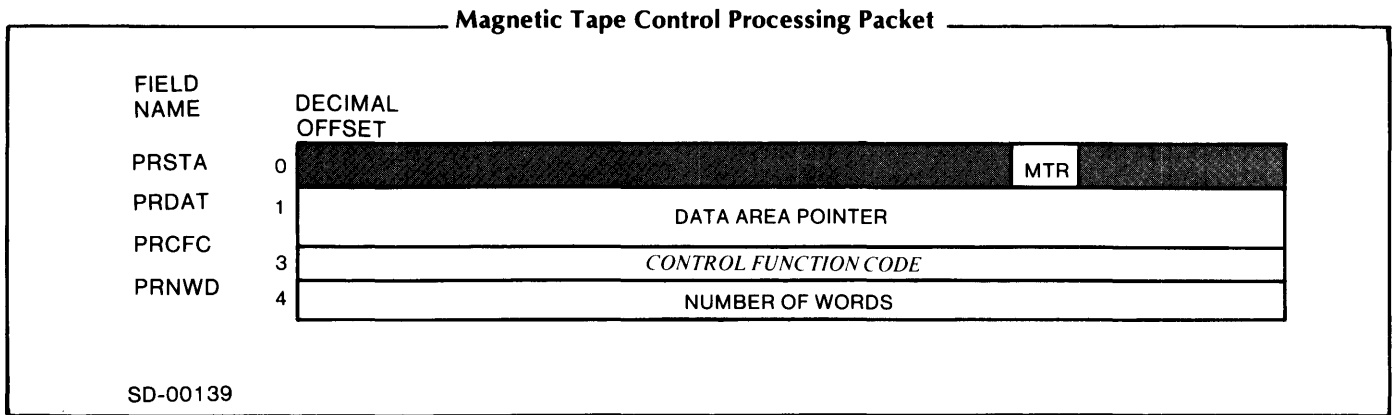 Magnetic Tape Control Processing Packet
FIELD
NAME
DECIMAL
OFFSET
PRSTA 0 MTR
PRDAT 1 DATA AREA POINTER
PRCFC 3 CONTROL FUNCTION CODE
PRNWD 4 NUMBER OF WORDS
SD-00139